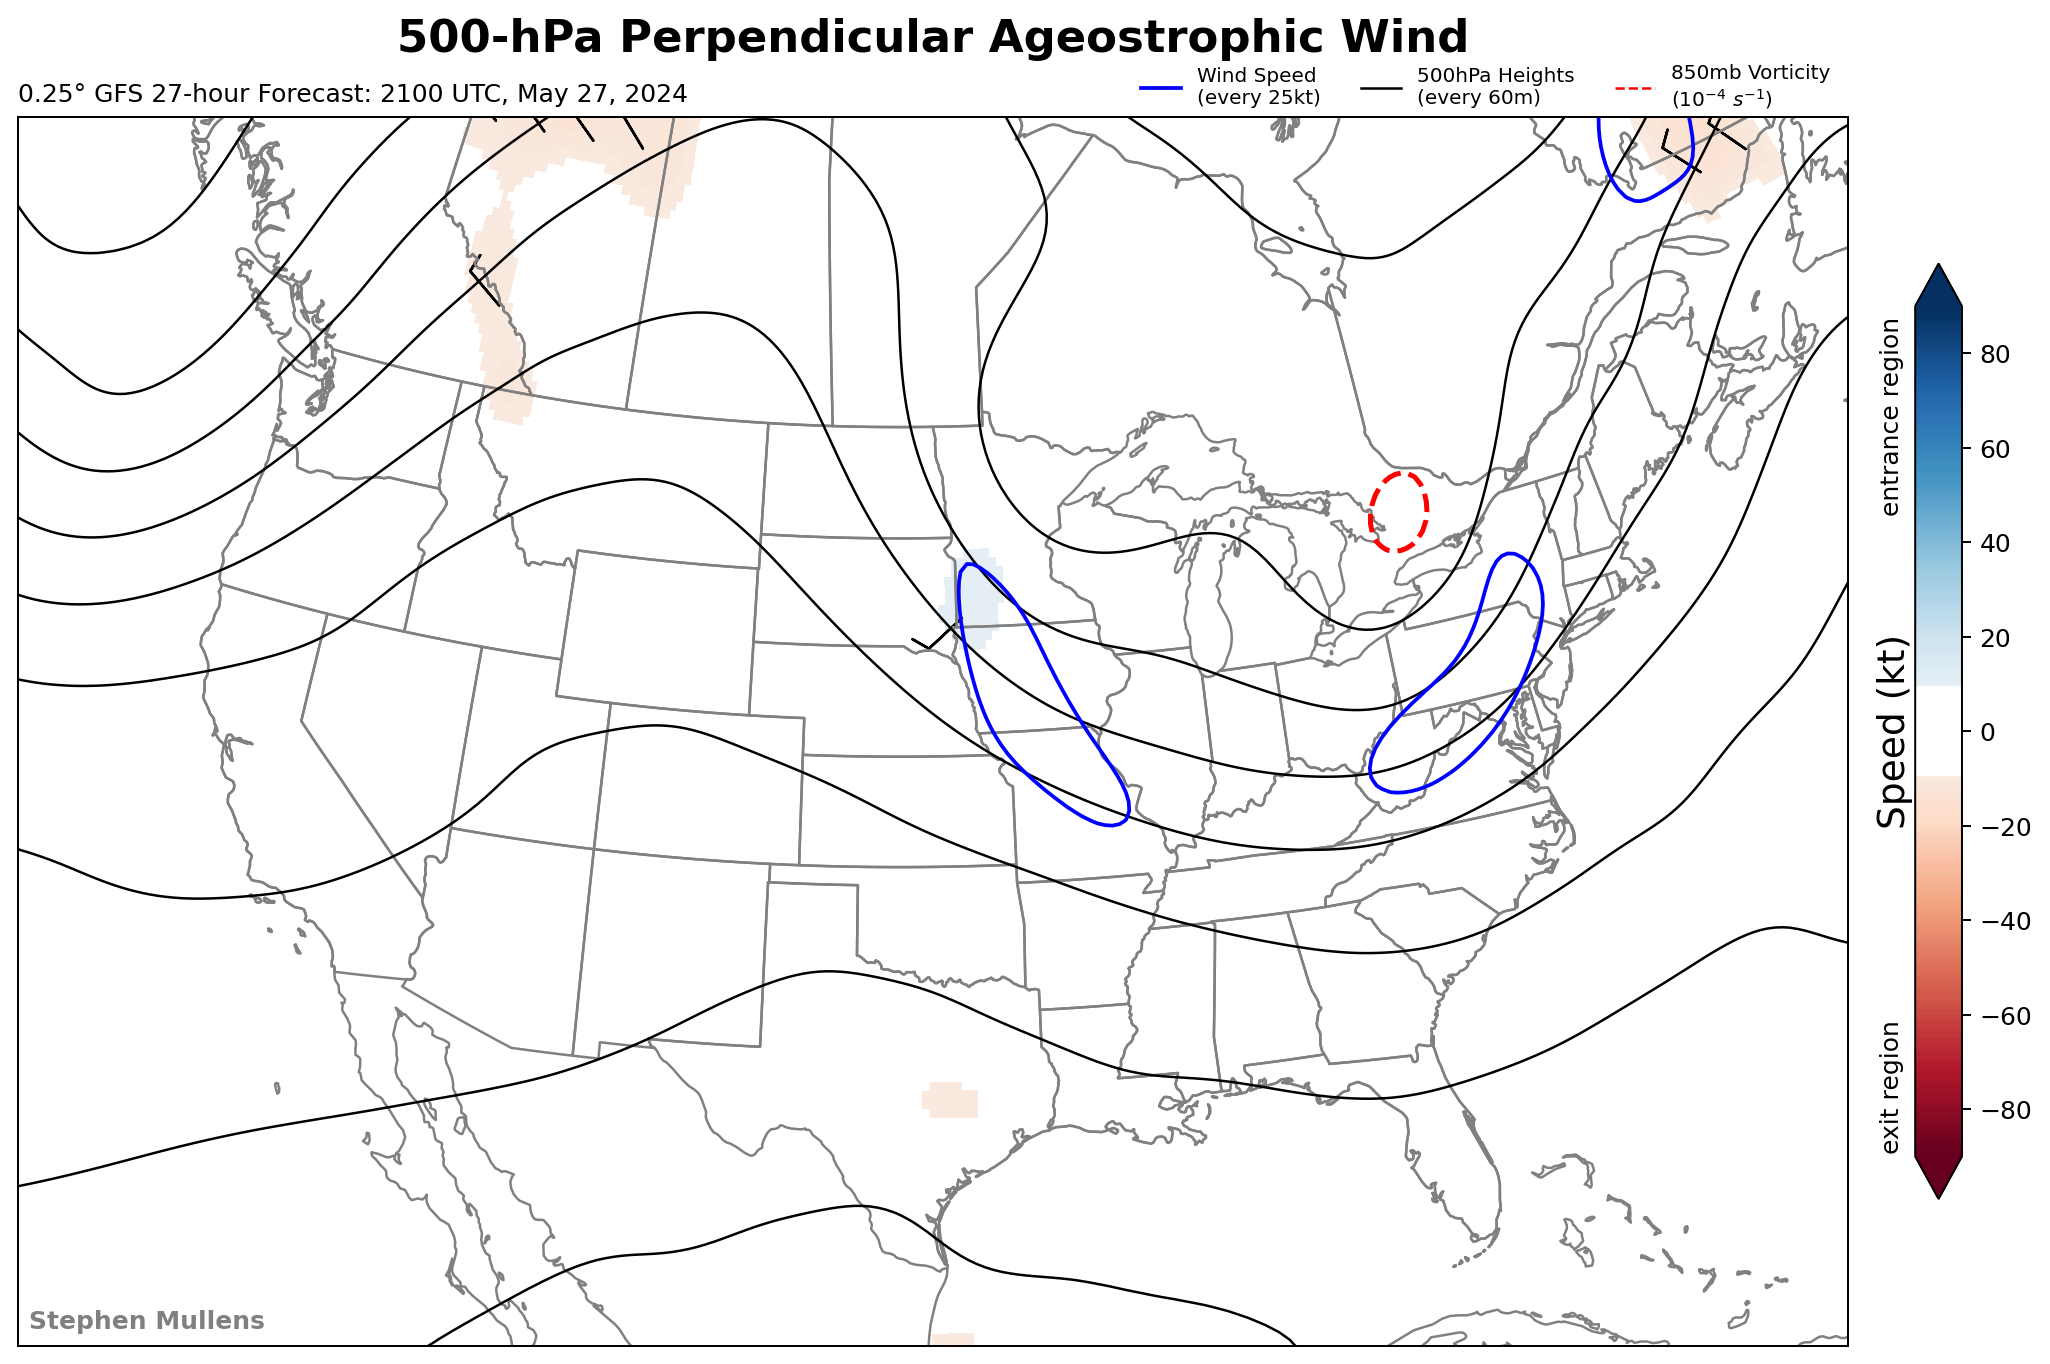 500-hPa Perpendicular Ageostrophic Wind
0.25° GFS 27-hour Forecast: 2100 UTC, May 27, 2024
Wind Speed
(every 25kt)
500hPa Heights
(every 60m)
850mb Vorticity
(10⁻⁴ s⁻¹)
entrance region
Speed (kt)
exit region
80
60
40
20
0
−20
−40
−60
−80
Stephen Mullens